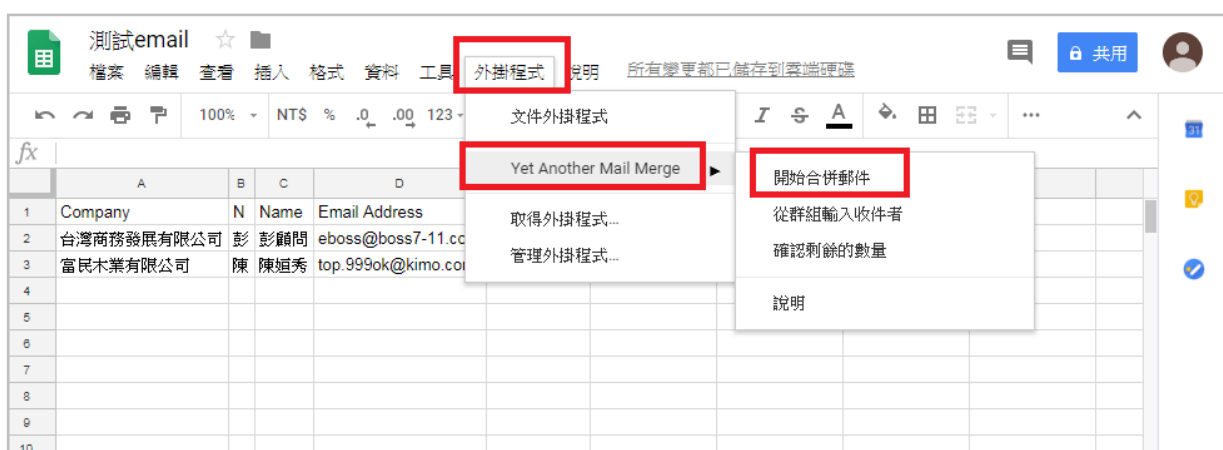 測試email
檔案 編輯 查看 插入 格式 資料 工具 外掛程式 說明 所有變更都已儲存到雲端硬碟
共用
100% NT$ % .0 .00 123 I S A ...
文件外掛程式
31
fx
Yet Another Mail Merge
開始合併郵件
A B C D
取得外掛程式...
從群組輸入收件者
1 Company N Name Email Address
2 台灣商務發展有限公司 彭 彭顧問 eboss@boss7-11.cc
管理外掛程式...
確認剩餘的數量
3 富民木業有限公司 陳 陳姮秀 top.999ok@kimo.co
4
說明
5
6
7
8
9
10